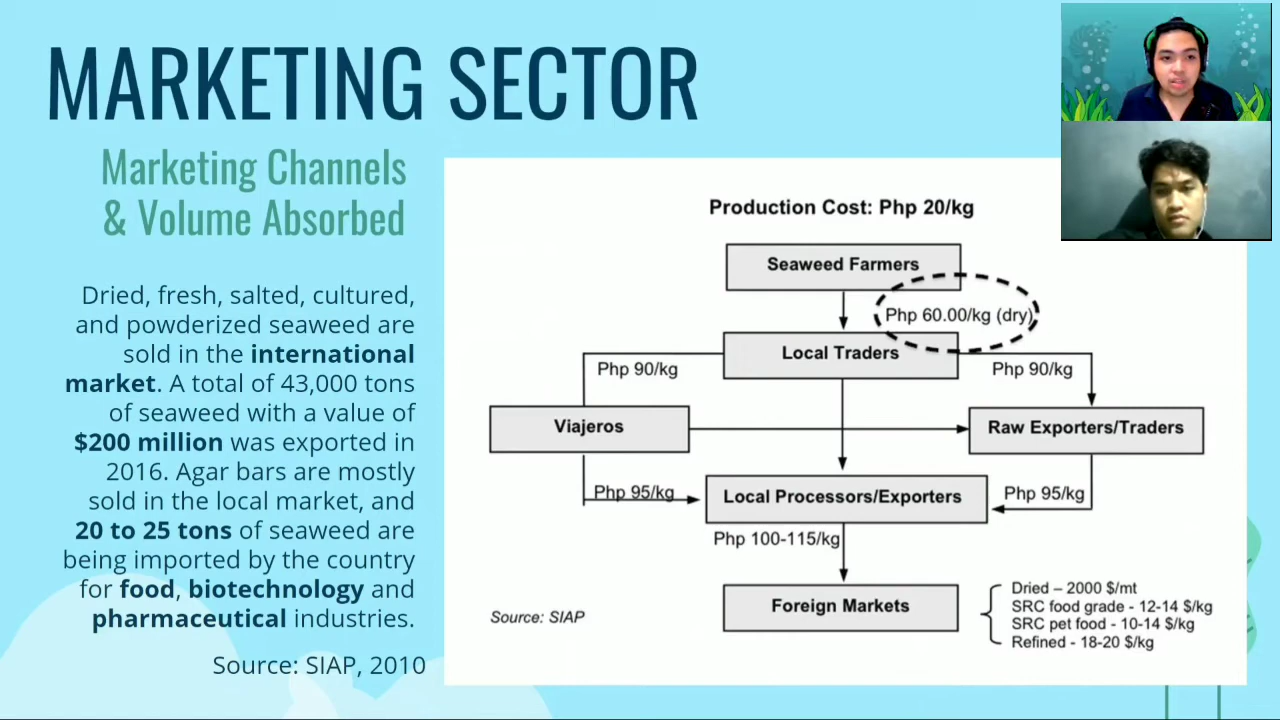 MARKETING SECTOR
Marketing Channels
& Volume Absorbed
Dried, fresh, salted, cultured,
and powderized seaweed are
sold in the international
market. A total of 43,000 tons
of seaweed with a value of
$200 million was exported in
2016. Agar bars are mostly
sold in the local market, and
20 to 25 tons of seaweed are
being imported by the country
for food, biotechnology and
pharmaceutical industries.
Source: SIAP, 2010
Production Cost: Php 20/kg
Seaweed Farmers
Php 60.00/kg (dry)
Local Traders
Php 90/kg
Php 90/kg
Viajeros
Raw Exporters/Traders
Php 95/kg
Local Processors/Exporters
Php 95/kg
Php 100-115/kg
Foreign Markets
Dried – 2000 $/mt
SRC food grade - 12-14 $/kg
SRC pet food - 10-14 $/kg
Refined - 18-20 $/kg
Source: SIAP